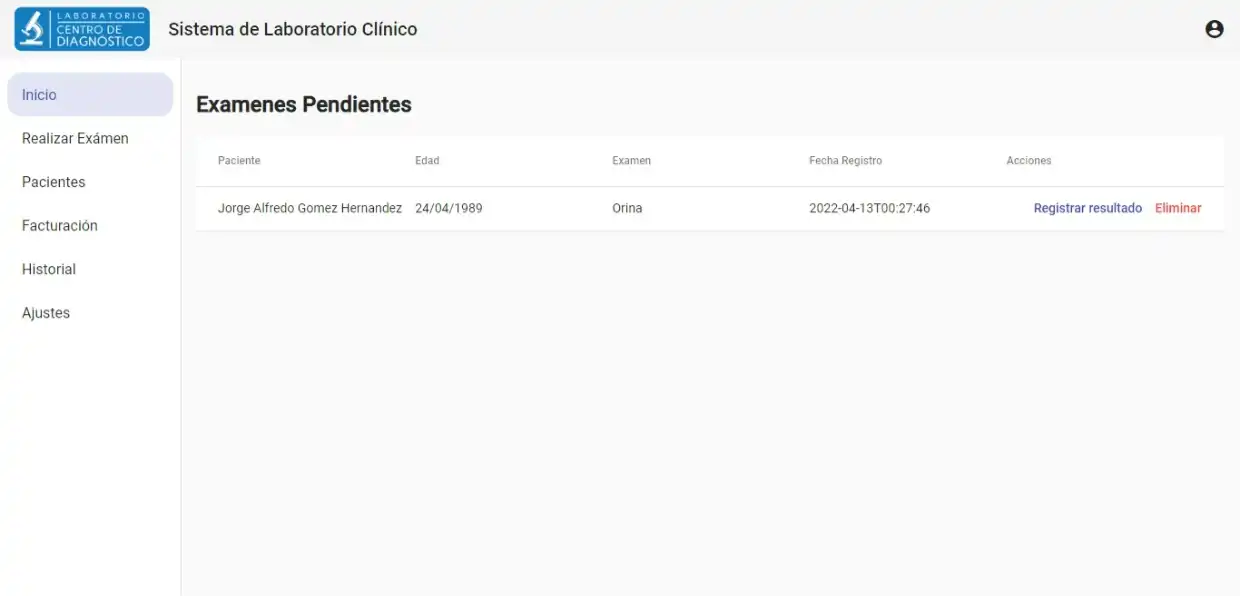 LABORATORIO
CENTRO DE
DIAGNÓSTICO
Sistema de Laboratorio Clínico
Inicio
Realizar Exámen
Pacientes
Facturación
Historial
Ajustes
Examenes Pendientes
Paciente Edad Examen Fecha Registro Acciones
Jorge Alfredo Gomez Hernandez 24/04/1989 Orina 2022-04-13T00:27:46 Registrar resultado Eliminar